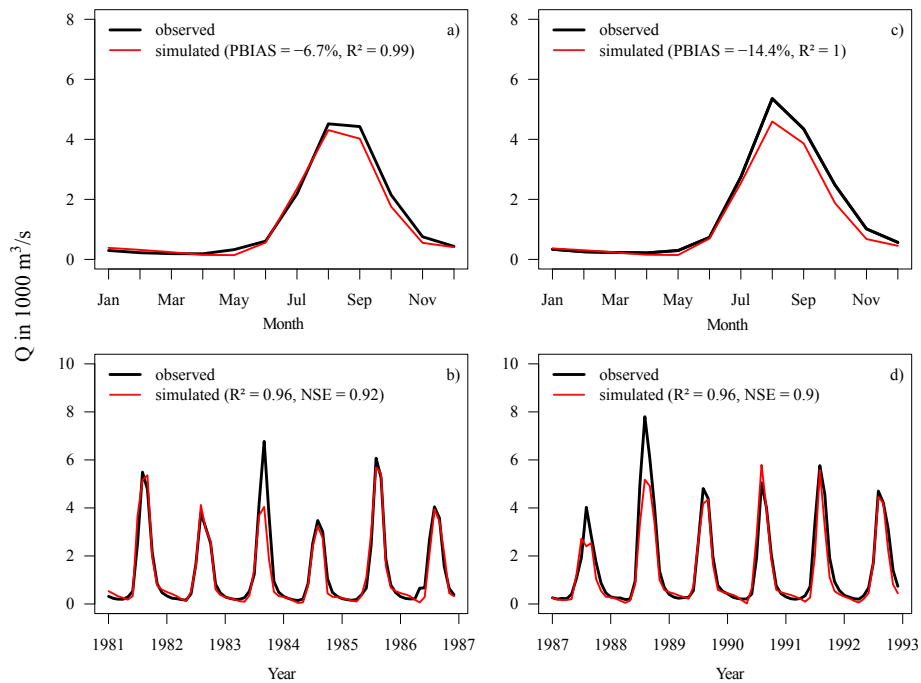 Q in 1000 m³/s
a)
observed
simulated (PBIAS = −6.7%, R² = 0.99)
8
6
4
2
0
Jan Mar May Jul Sep Nov
Month
c)
observed
simulated (PBIAS = −14.4%, R² = 1)
8
6
4
2
0
Jan Mar May Jul Sep Nov
Month
b)
observed
simulated (R² = 0.96, NSE = 0.92)
10
8
6
4
2
0
1981 1982 1983 1984 1985 1986 1987
Year
d)
observed
simulated (R² = 0.96, NSE = 0.9)
10
8
6
4
2
0
1987 1988 1989 1990 1991 1992 1993
Year